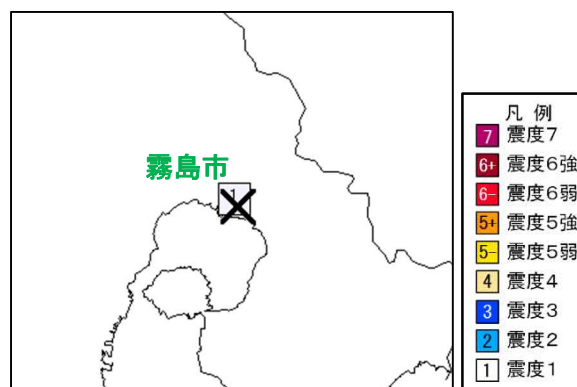 霧島市
1
凡 例
7 震度7
6+ 震度6強
6- 震度6弱
5+ 震度5強
5- 震度5弱
4 震度4
3 震度3
2 震度2
1 震度1